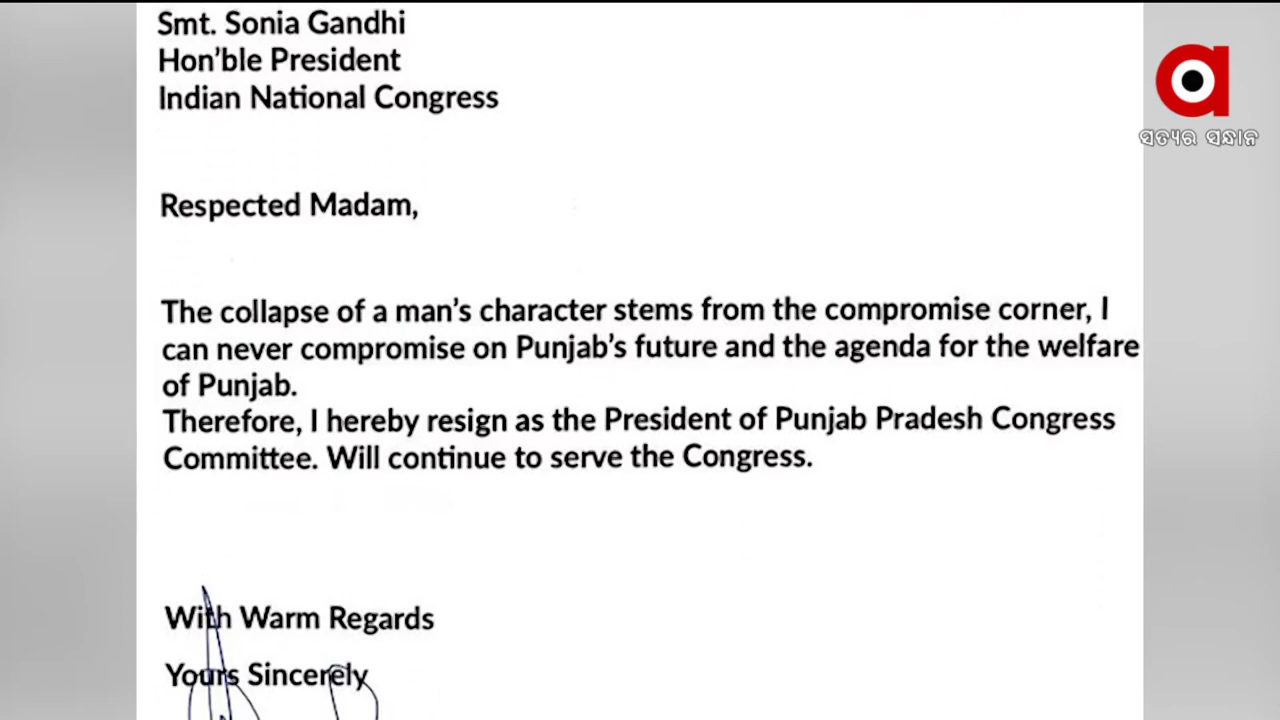 Smt. Sonia Gandhi
Hon'ble President
Indian National Congress
ସତ୍ୟର ସନ୍ଧାନ
Respected Madam,
The collapse of a man's character stems from the compromise corner, I
can never compromise on Punjab's future and the agenda for the welfare
of Punjab.
Therefore, I hereby resign as the President of Punjab Pradesh Congress
Committee. Will continue to serve the Congress.
With Warm Regards
Yours Sincerely